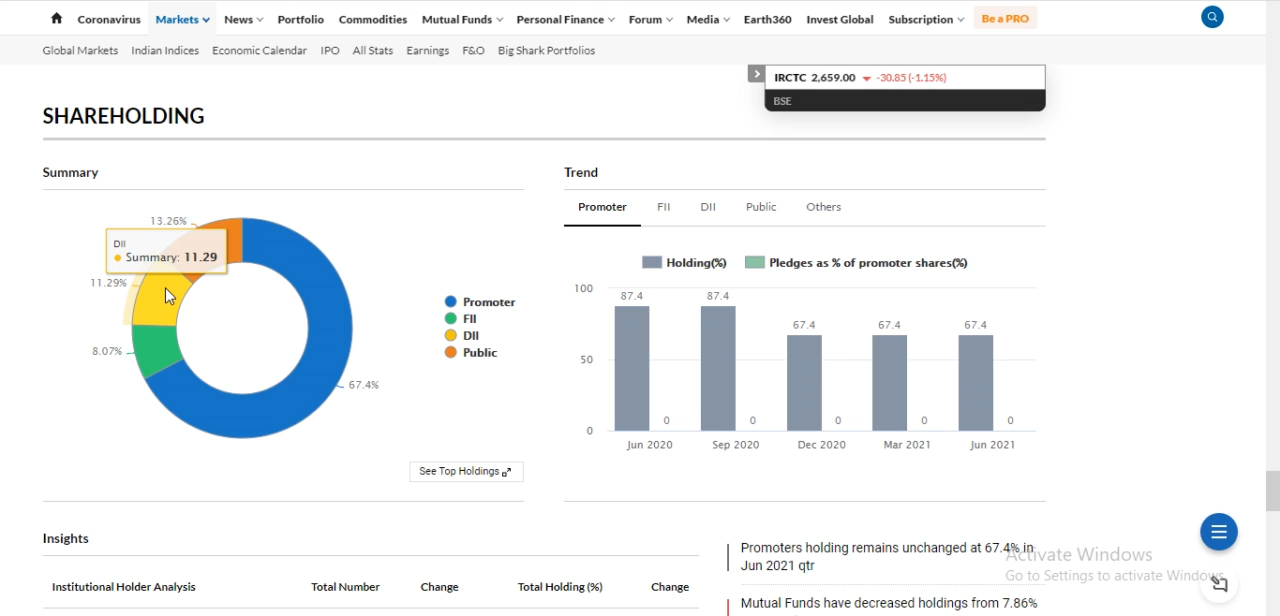 Coronavirus Markets News Portfolio Commodities Mutual Funds Personal Finance Forum Media Earth360 Invest Global Subscription Be a PRO
Global Markets Indian Indices Economic Calendar IPO All Stats Earnings F&O Big Shark Portfolios
IRCTC 2,659.00 -30.85 (-1.15%)
BSE
SHAREHOLDING
Summary
13.26%
DII
Summary: 11.29
11.29%
8.07%
67.4%
Promoter
FII
DII
Public
See Top Holdings
Trend
Promoter FII DII Public Others
Holding(%) Pledges as % of promoter shares(%)
100
50
0
87.4 87.4 67.4 67.4 67.4
0 0 0 0 0
Jun 2020 Sep 2020 Dec 2020 Mar 2021 Jun 2021
Insights
Institutional Holder Analysis Total Number Change Total Holding (%) Change
Promoters holding remains unchanged at 67.4% in
Jun 2021 qtr
Mutual Funds have decreased holdings from 7.86%
Activate Windows
Go to Settings to activate Windows.